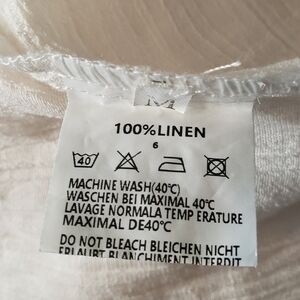 M
100%LINEN
6
40
MACHINE WASH(40℃)
WASCHEN BEI MAXIMAL 40℃
LAVAGE NORMALA TEMP ERATURE
MAXIMAL DE40℃
DO NOT BLEACH BLEICHEN NICHT
ERLAUBT BLANCHIMENT INTERDIT